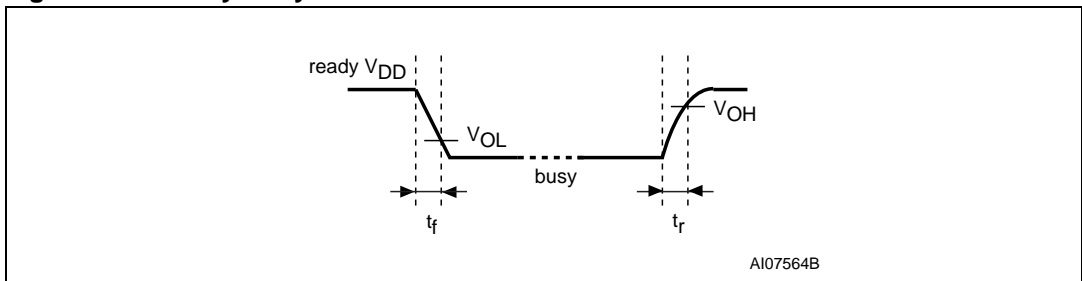 ready VDD
VOL
VOH
busy
tf
tr
AI07564B